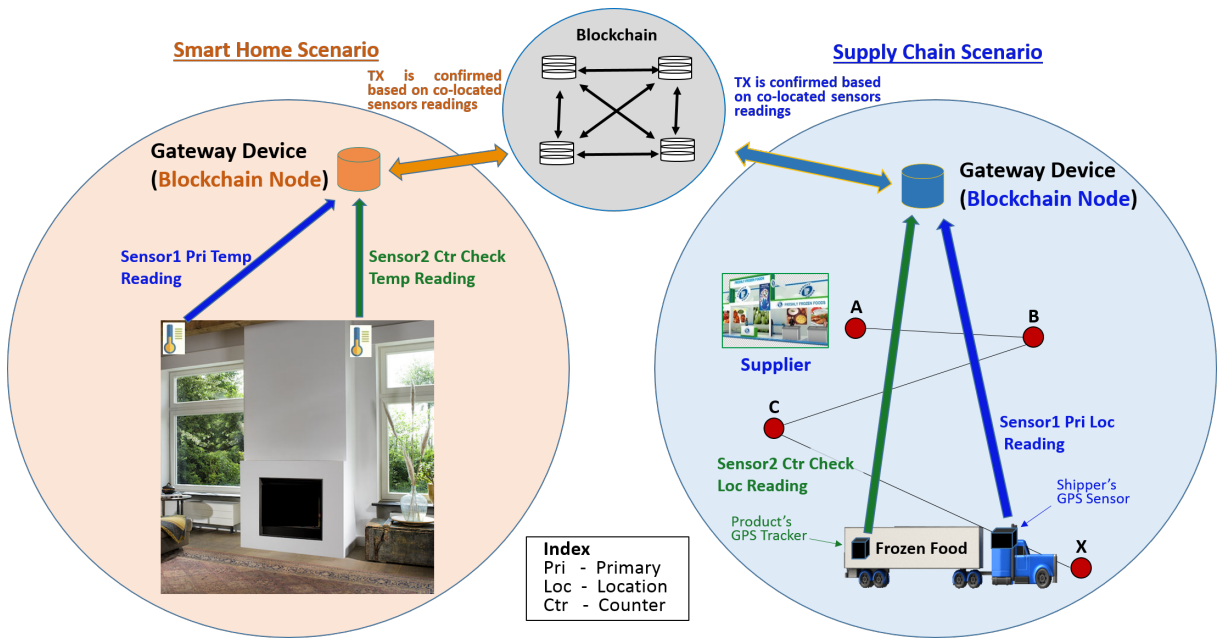 Smart Home Scenario
Blockchain
Supply Chain Scenario
TX is confirmed
based on co-located
sensors readings
TX is confirmed based
on co-located sensors
readings
Gateway Device
(Blockchain Node)
Gateway Device
(Blockchain Node)
Sensor1 Pri Temp
Reading
Sensor2 Ctr Check
Temp Reading
A
B
Supplier
C
Sensor1 Pri Loc
Reading
Sensor2 Ctr Check
Loc Reading
Shipper's
GPS Sensor
Product's
GPS Tracker
Frozen Food
X
Index
Pri - Primary
Loc - Location
Ctr - Counter